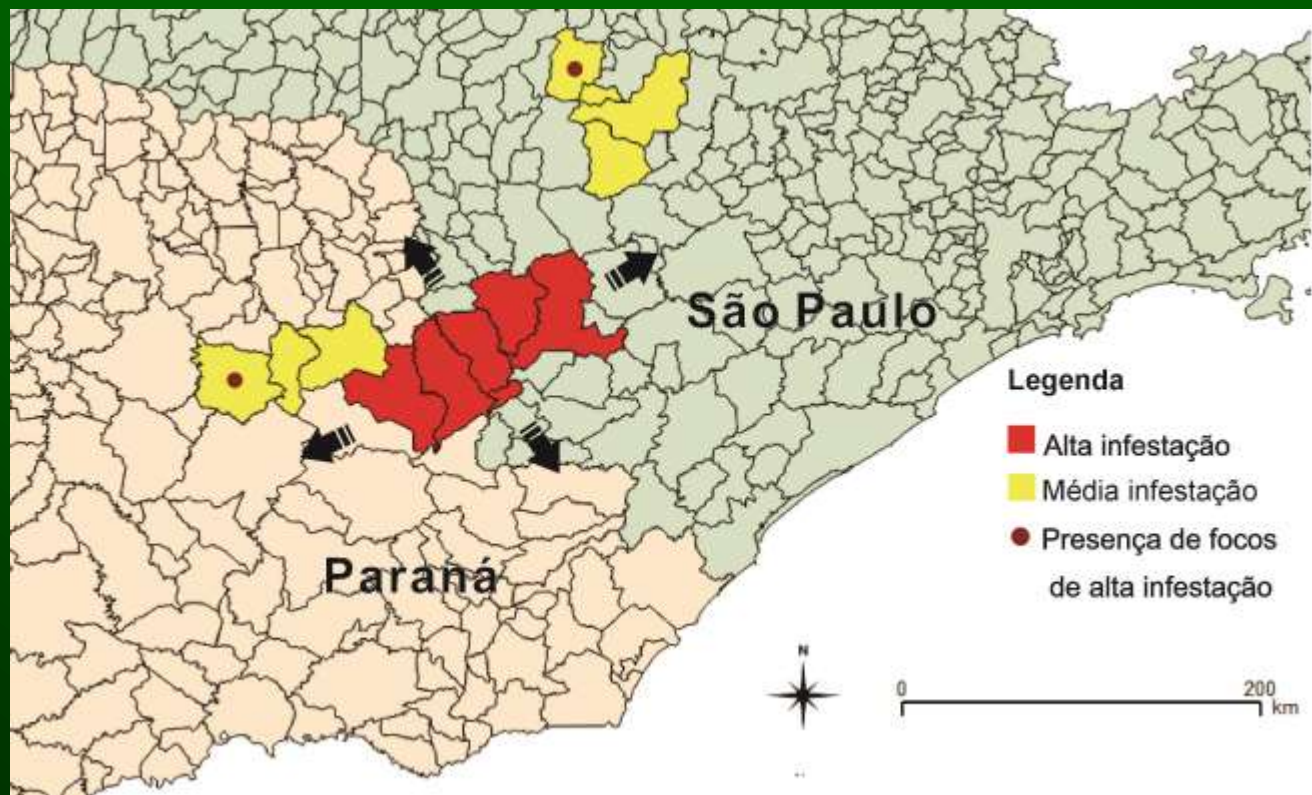 São Paulo
Paraná
Legenda
Alta infestação
Média infestação
Presença de focos
de alta infestação
N
0
200
km